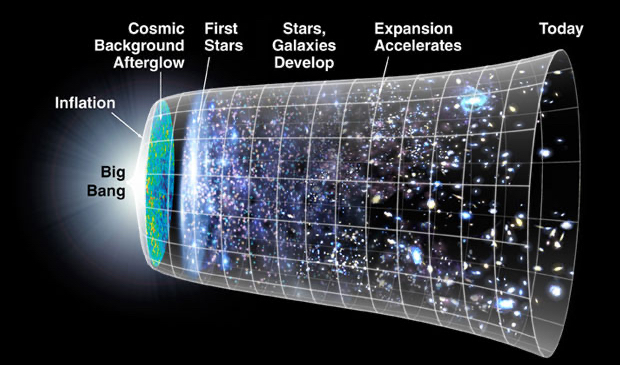 Cosmic
Background
Afterglow
First
Stars
Stars,
Galaxies
Develop
Expansion
Accelerates
Today
Inflation
Big
Bang